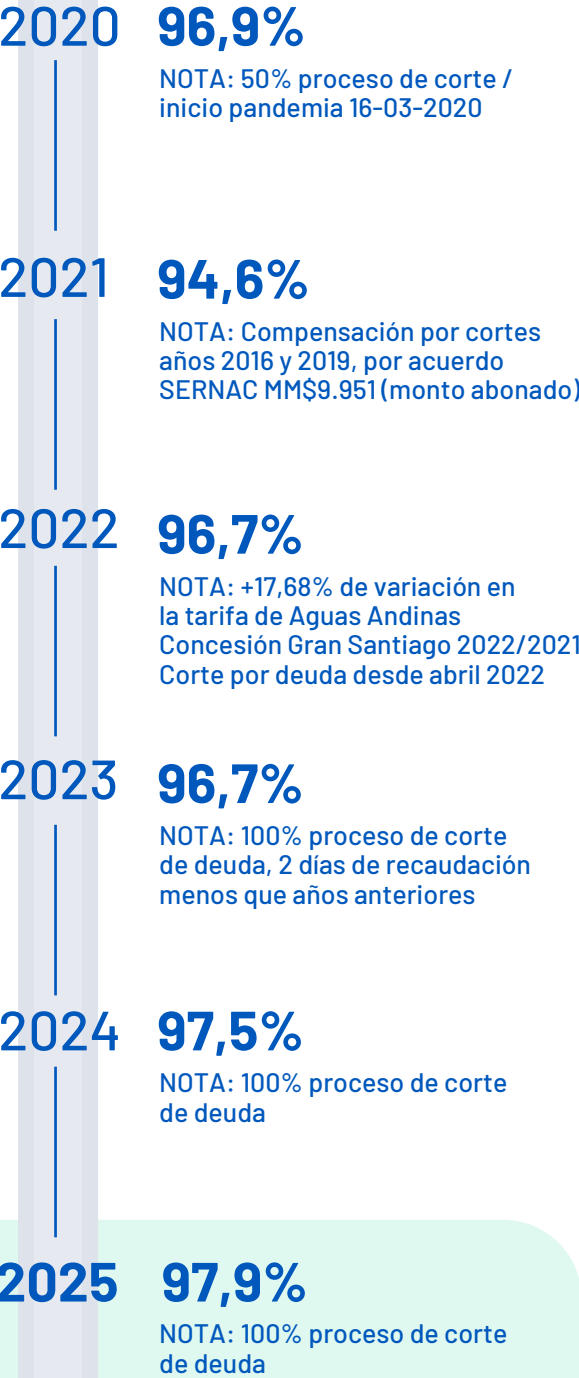 2020 96,9%
NOTA: 50% proceso de corte /
inicio pandemia 16-03-2020
2021 94,6%
NOTA: Compensación por cortes
años 2016 y 2019, por acuerdo
SERNAC MM$9.951 (monto abonado)
2022 96,7%
NOTA: +17,68% de variación en
la tarifa de Aguas Andinas
Concesión Gran Santiago 2022/2021
Corte por deuda desde abril 2022
2023 96,7%
NOTA: 100% proceso de corte
de deuda, 2 días de recaudación
menos que años anteriores
2024 97,5%
NOTA: 100% proceso de corte
de deuda
2025 97,9%
NOTA: 100% proceso de corte
de deuda